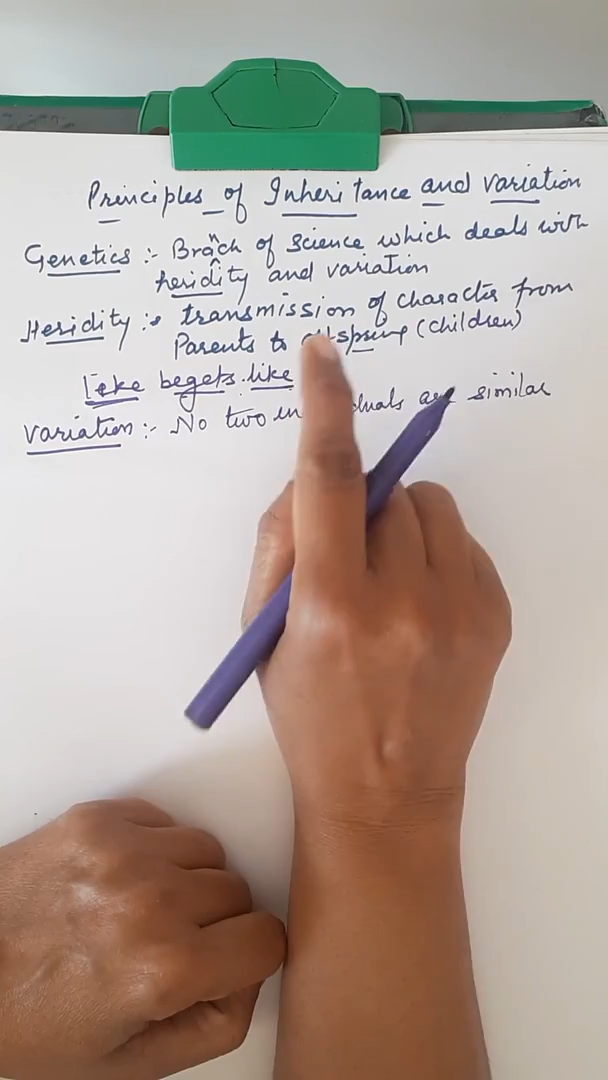 Principles of Inheritance and variation
Genetics :- Branch of science which deals with
heridity and variation
Heridity :- transmission of character from
Parents to offspring (children)
Like begets like
variation :- No two individuals are similar